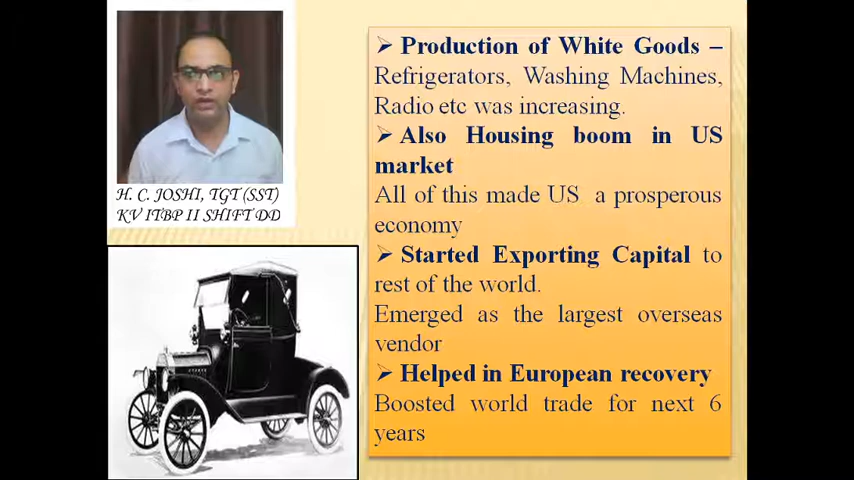 H. C. JOSHI, TGT (SST)
KV ITBP II SHIFT DD
➢ Production of White Goods –
Refrigerators, Washing Machines,
Radio etc was increasing.
➢ Also Housing boom in US
market
All of this made US a prosperous
economy
➢ Started Exporting Capital to
rest of the world.
Emerged as the largest overseas
vendor
➢ Helped in European recovery
Boosted world trade for next 6
years